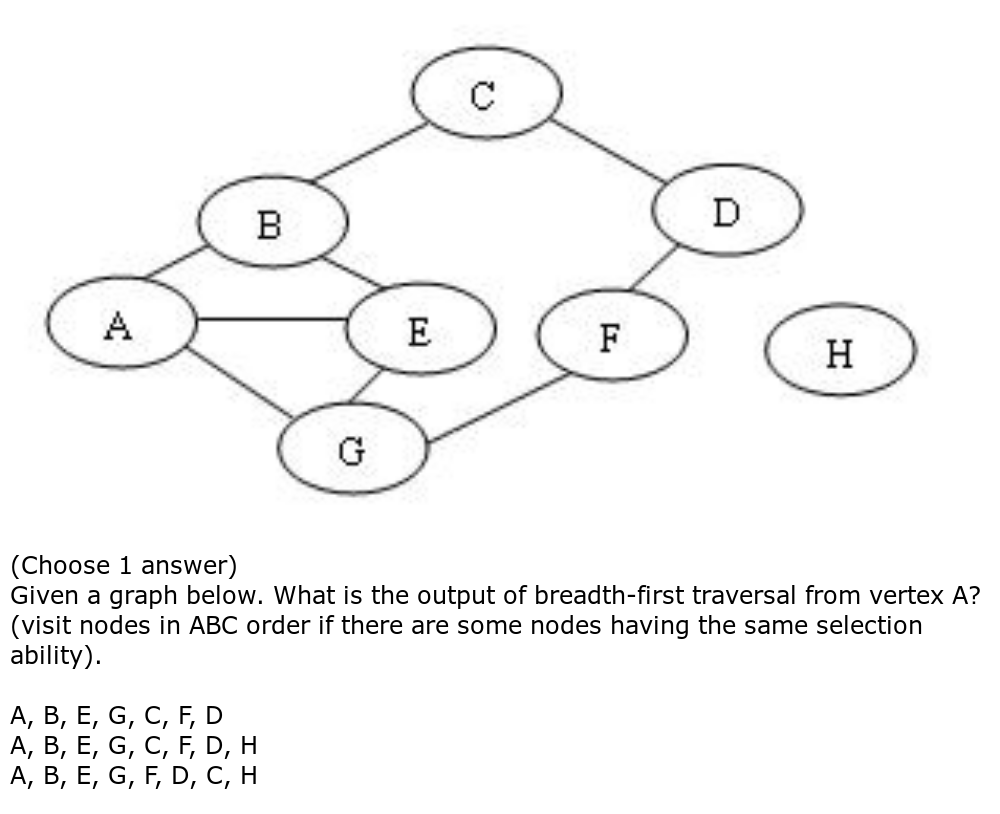 C
B
D
A
E
F
H
G
(Choose 1 answer)
Given a graph below. What is the output of breadth-first traversal from vertex A?
(visit nodes in ABC order if there are some nodes having the same selection
ability).
A, B, E, G, C, F, D
A, B, E, G, C, F, D, H
A, B, E, G, F, D, C, H